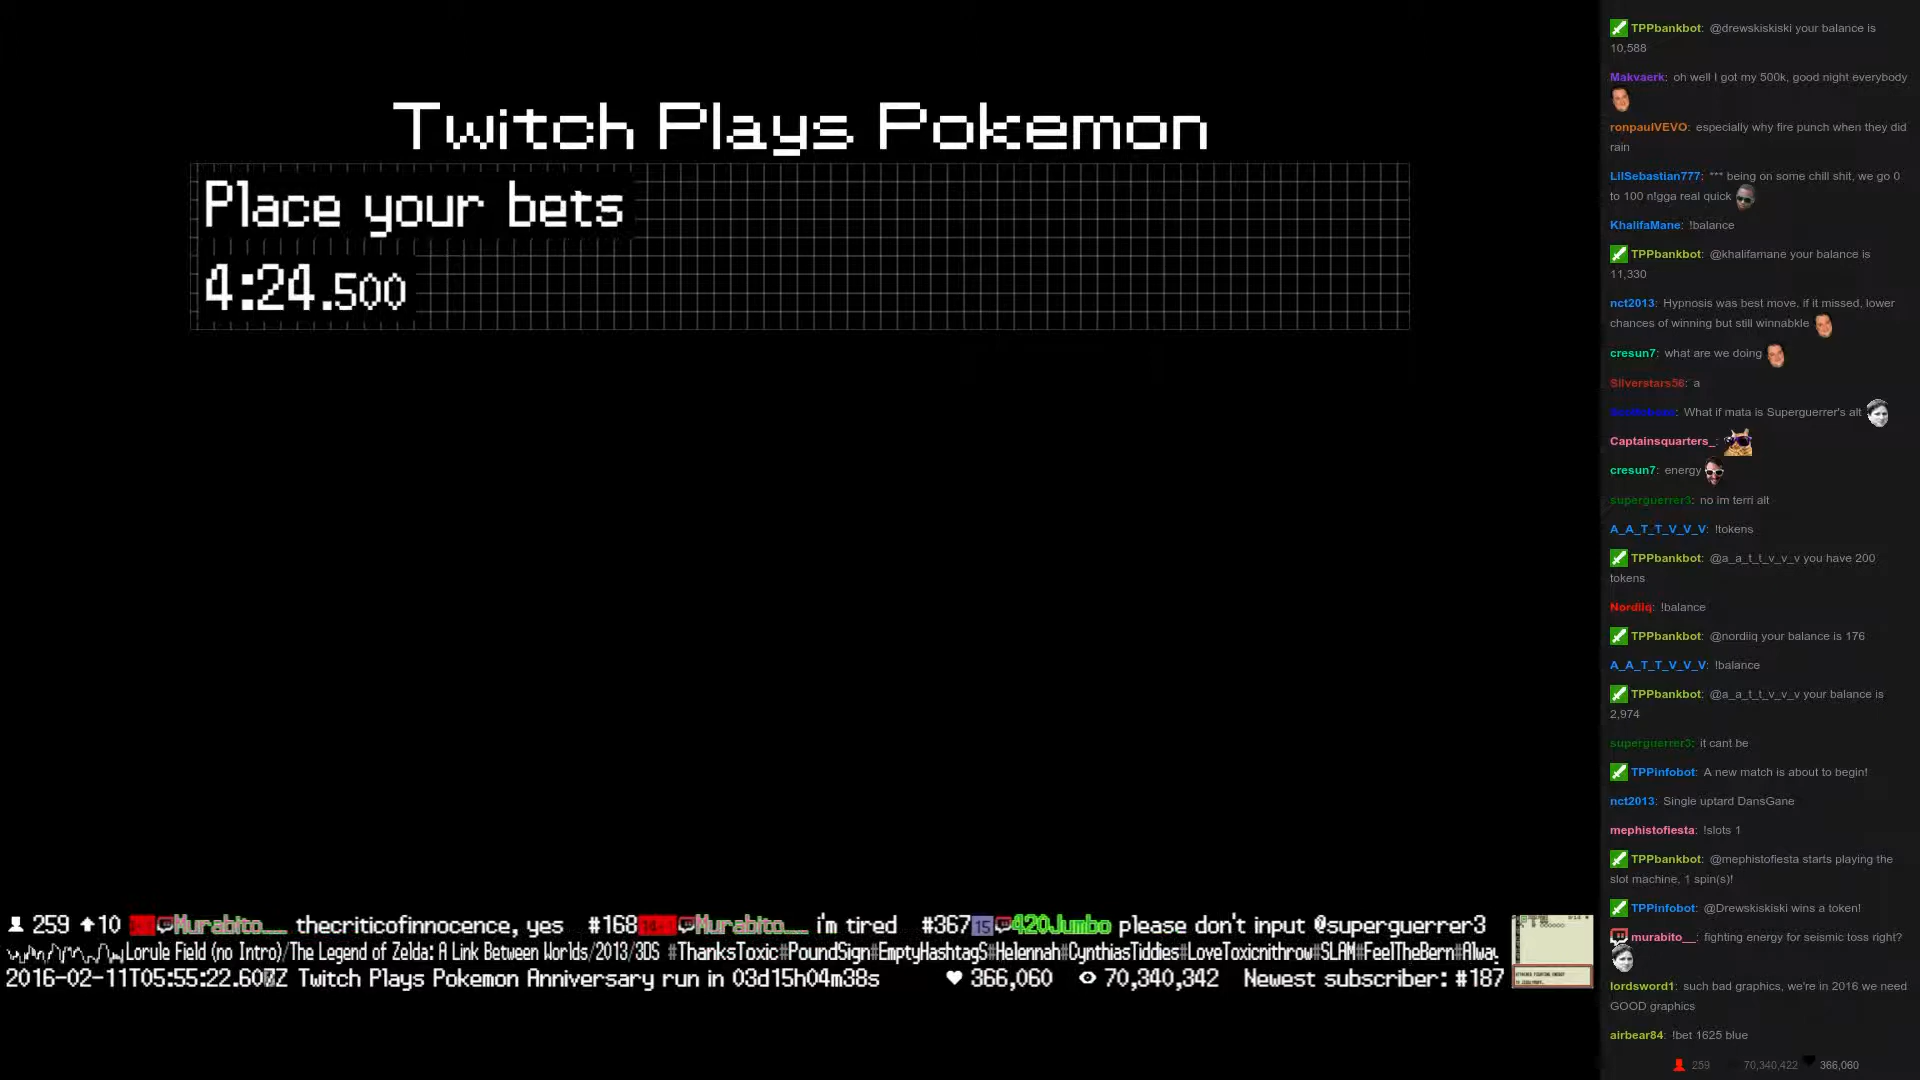 Twitch Plays Pokemon
Place your bets
4:24.500
259 10 Murabito__ thecriticofinnocence, yes #168 Murabito__ i'm tired #367 15 420Jumbo please don't input @superguerrer3
Lorule Field (no Intro)/The Legend of Zelda: A Link Between Worlds/2013/3DS #ThanksToxic#PoundSign#EmptyHashtagS#Helennah#CynthiasTiddies#LoveToxicnithrow#SLAM#FeelTheBern#Alway
2016-02-11T05:55:22.60 Z Twitch Plays Pokemon Anniversary run in 03d15h04m38s 366,060 70,340,342 Newest subscriber: #187
TPPbankbot: @drewskiskiski your balance is
10,588
Makvaerk: oh well I got my 500k, good night everybody
ronpaulVEVO: especially why fire punch when they did
rain
LilSebastian777: *** being on some chill shit, we go 0
to 100 n!gga real quick
KhalifaMane: !balance
TPPbankbot: @khalifamane your balance is
11,330
nct2013: Hypnosis was best move. if it missed, lower
chances of winning but still winnabkle
cresun7: what are we doing
Silverstars56: a
: What if mata is Superguerrer's alt
Captainsquarters_:
cresun7: energy
superguerrer3: no im terri alt
A_A_T_T_V_V_V: !tokens
TPPbankbot: @a_a_t_t_v_v_v you have 200
tokens
Nordiiq: !balance
TPPbankbot: @nordiiq your balance is 176
A_A_T_T_V_V_V: !balance
TPPbankbot: @a_a_t_t_v_v_v your balance is
2,974
superguerrer3: it cant be
TPPinfobot: A new match is about to begin!
nct2013: Single uptard DansGane
mephistofiesta: !slots 1
TPPbankbot: @mephistofiesta starts playing the
slot machine, 1 spin(s)!
TPPinfobot: @Drewskiskiski wins a token!
murabito__: fighting energy for seismic toss right?
lordsword1: such bad graphics, we're in 2016 we need
GOOD graphics
airbear84: !bet 1625 blue
259 70,340,422 366,060